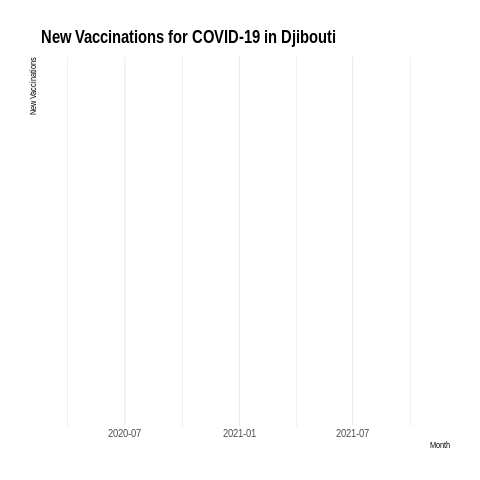 New Vaccinations for COVID-19 in Djibouti
New Vaccinations
2020-07
2021-01
2021-07
Month